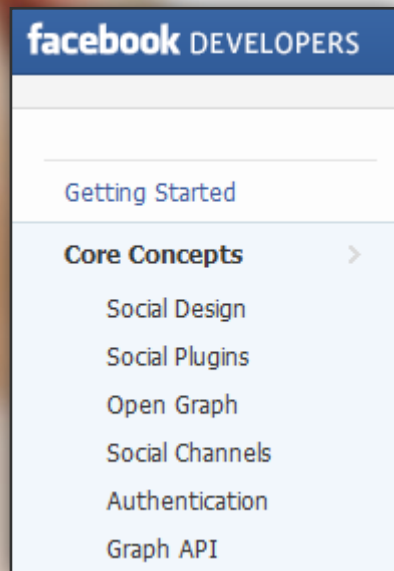 facebook DEVELOPERS
Getting Started
Core Concepts
Social Design
Social Plugins
Open Graph
Social Channels
Authentication
Graph API